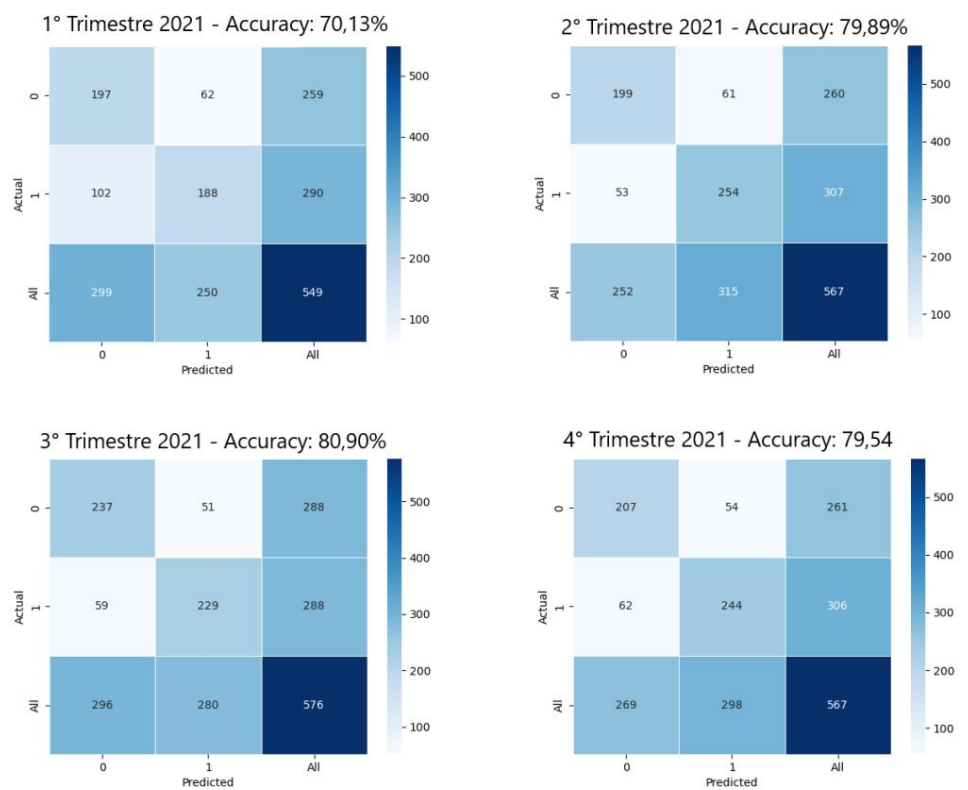 1° Trimestre 2021 - Accuracy: 70,13%
0 197 62 259
1 102 188 290
All 299 250 549
Actual
0 1 All
Predicted
500
400
300
200
100
2° Trimestre 2021 - Accuracy: 79,89%
0 199 61 260
1 53 254 307
All 252 315 567
Actual
0 1 All
Predicted
500
400
300
200
100
3° Trimestre 2021 - Accuracy: 80,90%
0 237 51 288
1 59 229 288
All 296 280 576
Actual
0 1 All
Predicted
500
400
300
200
100
4° Trimestre 2021 - Accuracy: 79,54
0 207 54 261
1 62 244 306
All 269 298 567
Actual
0 1 All
Predicted
500
400
300
200
100